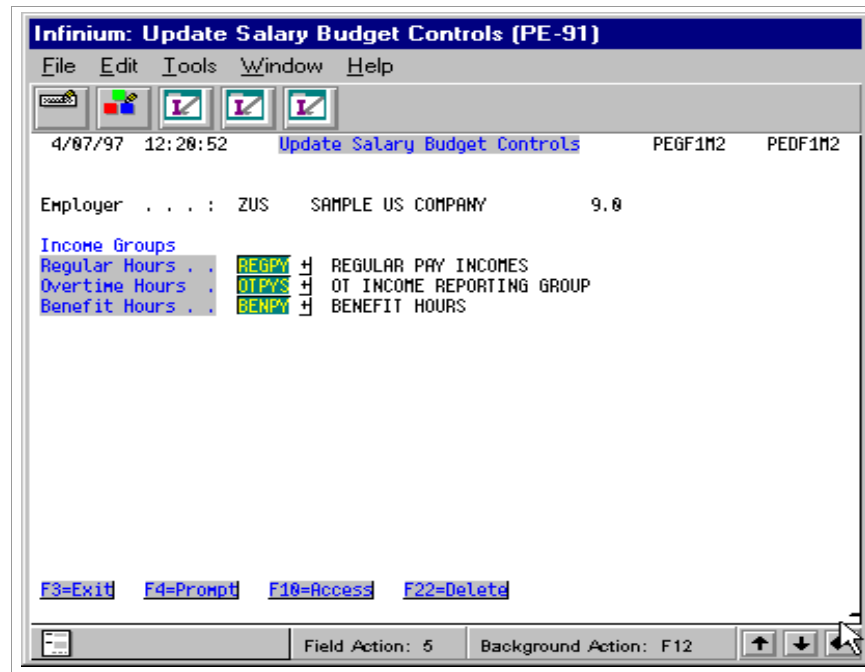 Infinium: Update Salary Budget Controls (PE-91)
File Edit Tools Window Help
4/07/97 12:20:52 Update Salary Budget Controls PEGF1M2 PEDF1M2
Employer . . . : ZUS SAMPLE US COMPANY 9.0
Income Groups
Regular Hours . . REGPY + REGULAR PAY INCOMES
Overtime Hours . OTPYS + OT INCOME REPORTING GROUP
Benefit Hours . . BENPY + BENEFIT HOURS
F3=Exit F4=Prompt F10=Access F22=Delete
Field Action: 5 Background Action: F12